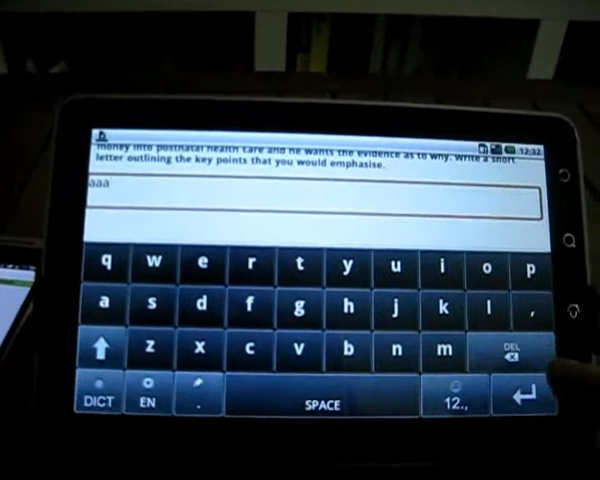 12:32
money into postnatal health care and he wants the evidence as to why. Write a short
letter outlining the key points that you would emphasise.
aaa
q w e r t y u i o p
a s d f g h j k l ,
z x c v b n m DEL
DICT EN . SPACE 12.,